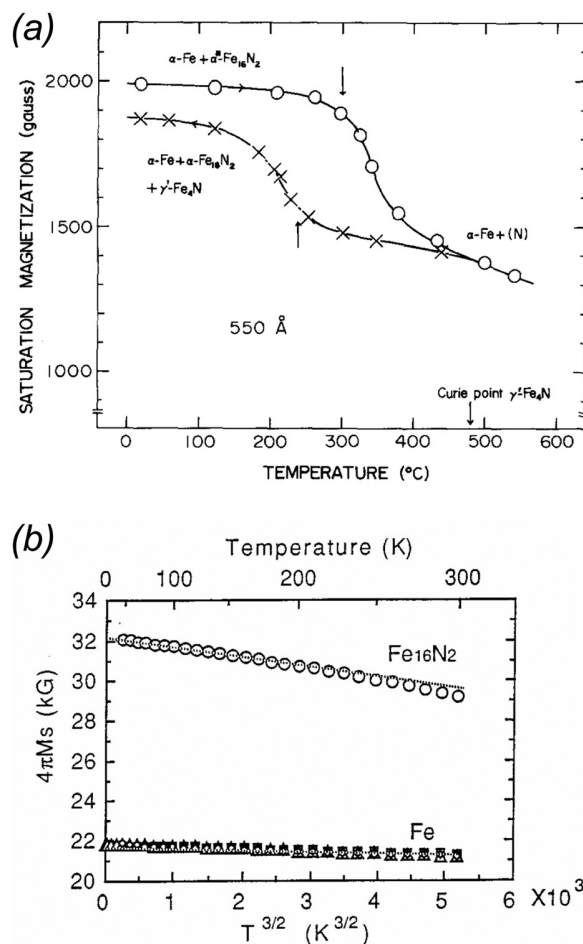 (a)
SATURATION MAGNETIZATION (gauss)
2000
1500
1000
α-Fe + α"-Fe16N2
α-Fe + α-Fe16N2
+ γ'-Fe4N
α-Fe + (N)
550 Å
Curie point γ'-Fe4N
0 100 200 300 400 500 600
TEMPERATURE (°C)
(b)
Temperature (K)
0 100 200 300
4πMs (kG)
34
32
30
28
26
24
22
20
Fe16N2
Fe
0 1 2 3 4 5 6 X10³
T 3/2 (K 3/2)